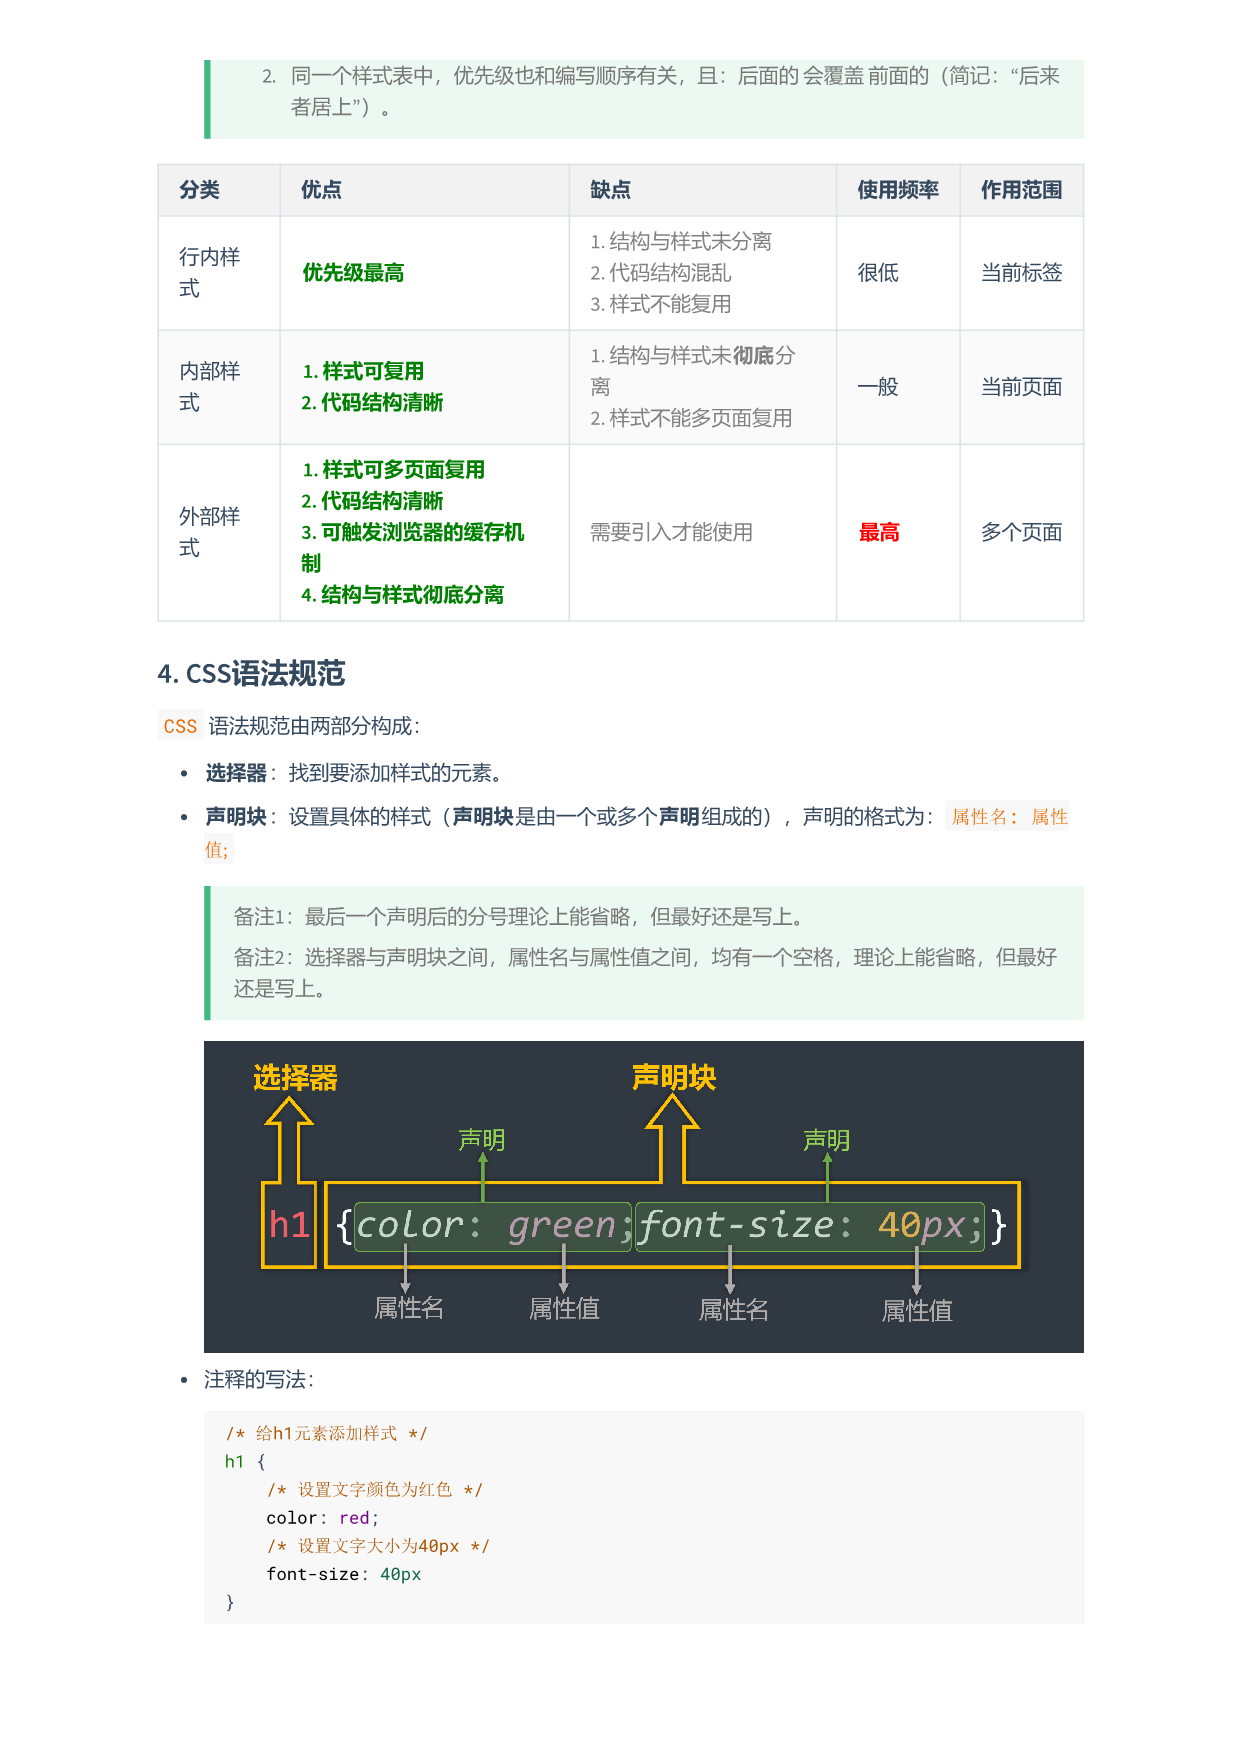 2. 同一个样式表中，优先级也和编写顺序有关，且：后面的 会覆盖 前面的（简记：“后来
者居上”）。
分类 优点 缺点 使用频率 作用范围
行内样
式
优先级最高
1. 结构与样式未分离
2. 代码结构混乱
3. 样式不能复用
很低
当前标签
内部样
式
1. 样式可复用
2. 代码结构清晰
1. 结构与样式未彻底分
离
2. 样式不能多页面复用
一般
当前页面
外部样
式
1. 样式可多页面复用
2. 代码结构清晰
3. 可触发浏览器的缓存机
制
4. 结构与样式彻底分离
需要引入才能使用
最高
多个页面
4. CSS语法规范
CSS 语法规范由两部分构成：
• 选择器：找到要添加样式的元素。
• 声明块：设置具体的样式（声明块是由一个或多个声明组成的），声明的格式为： 属性名: 属性
值;
备注1：最后一个声明后的分号理论上能省略，但最好还是写上。
备注2：选择器与声明块之间，属性名与属性值之间，均有一个空格，理论上能省略，但最好
还是写上。
选择器 声明块
声明 声明
h1 {color: green;font-size: 40px;}
属性名 属性值 属性名 属性值
• 注释的写法：
/* 给h1元素添加样式 */
h1 {
/* 设置文字颜色为红色 */
color: red;
/* 设置文字大小为40px */
font-size: 40px
}